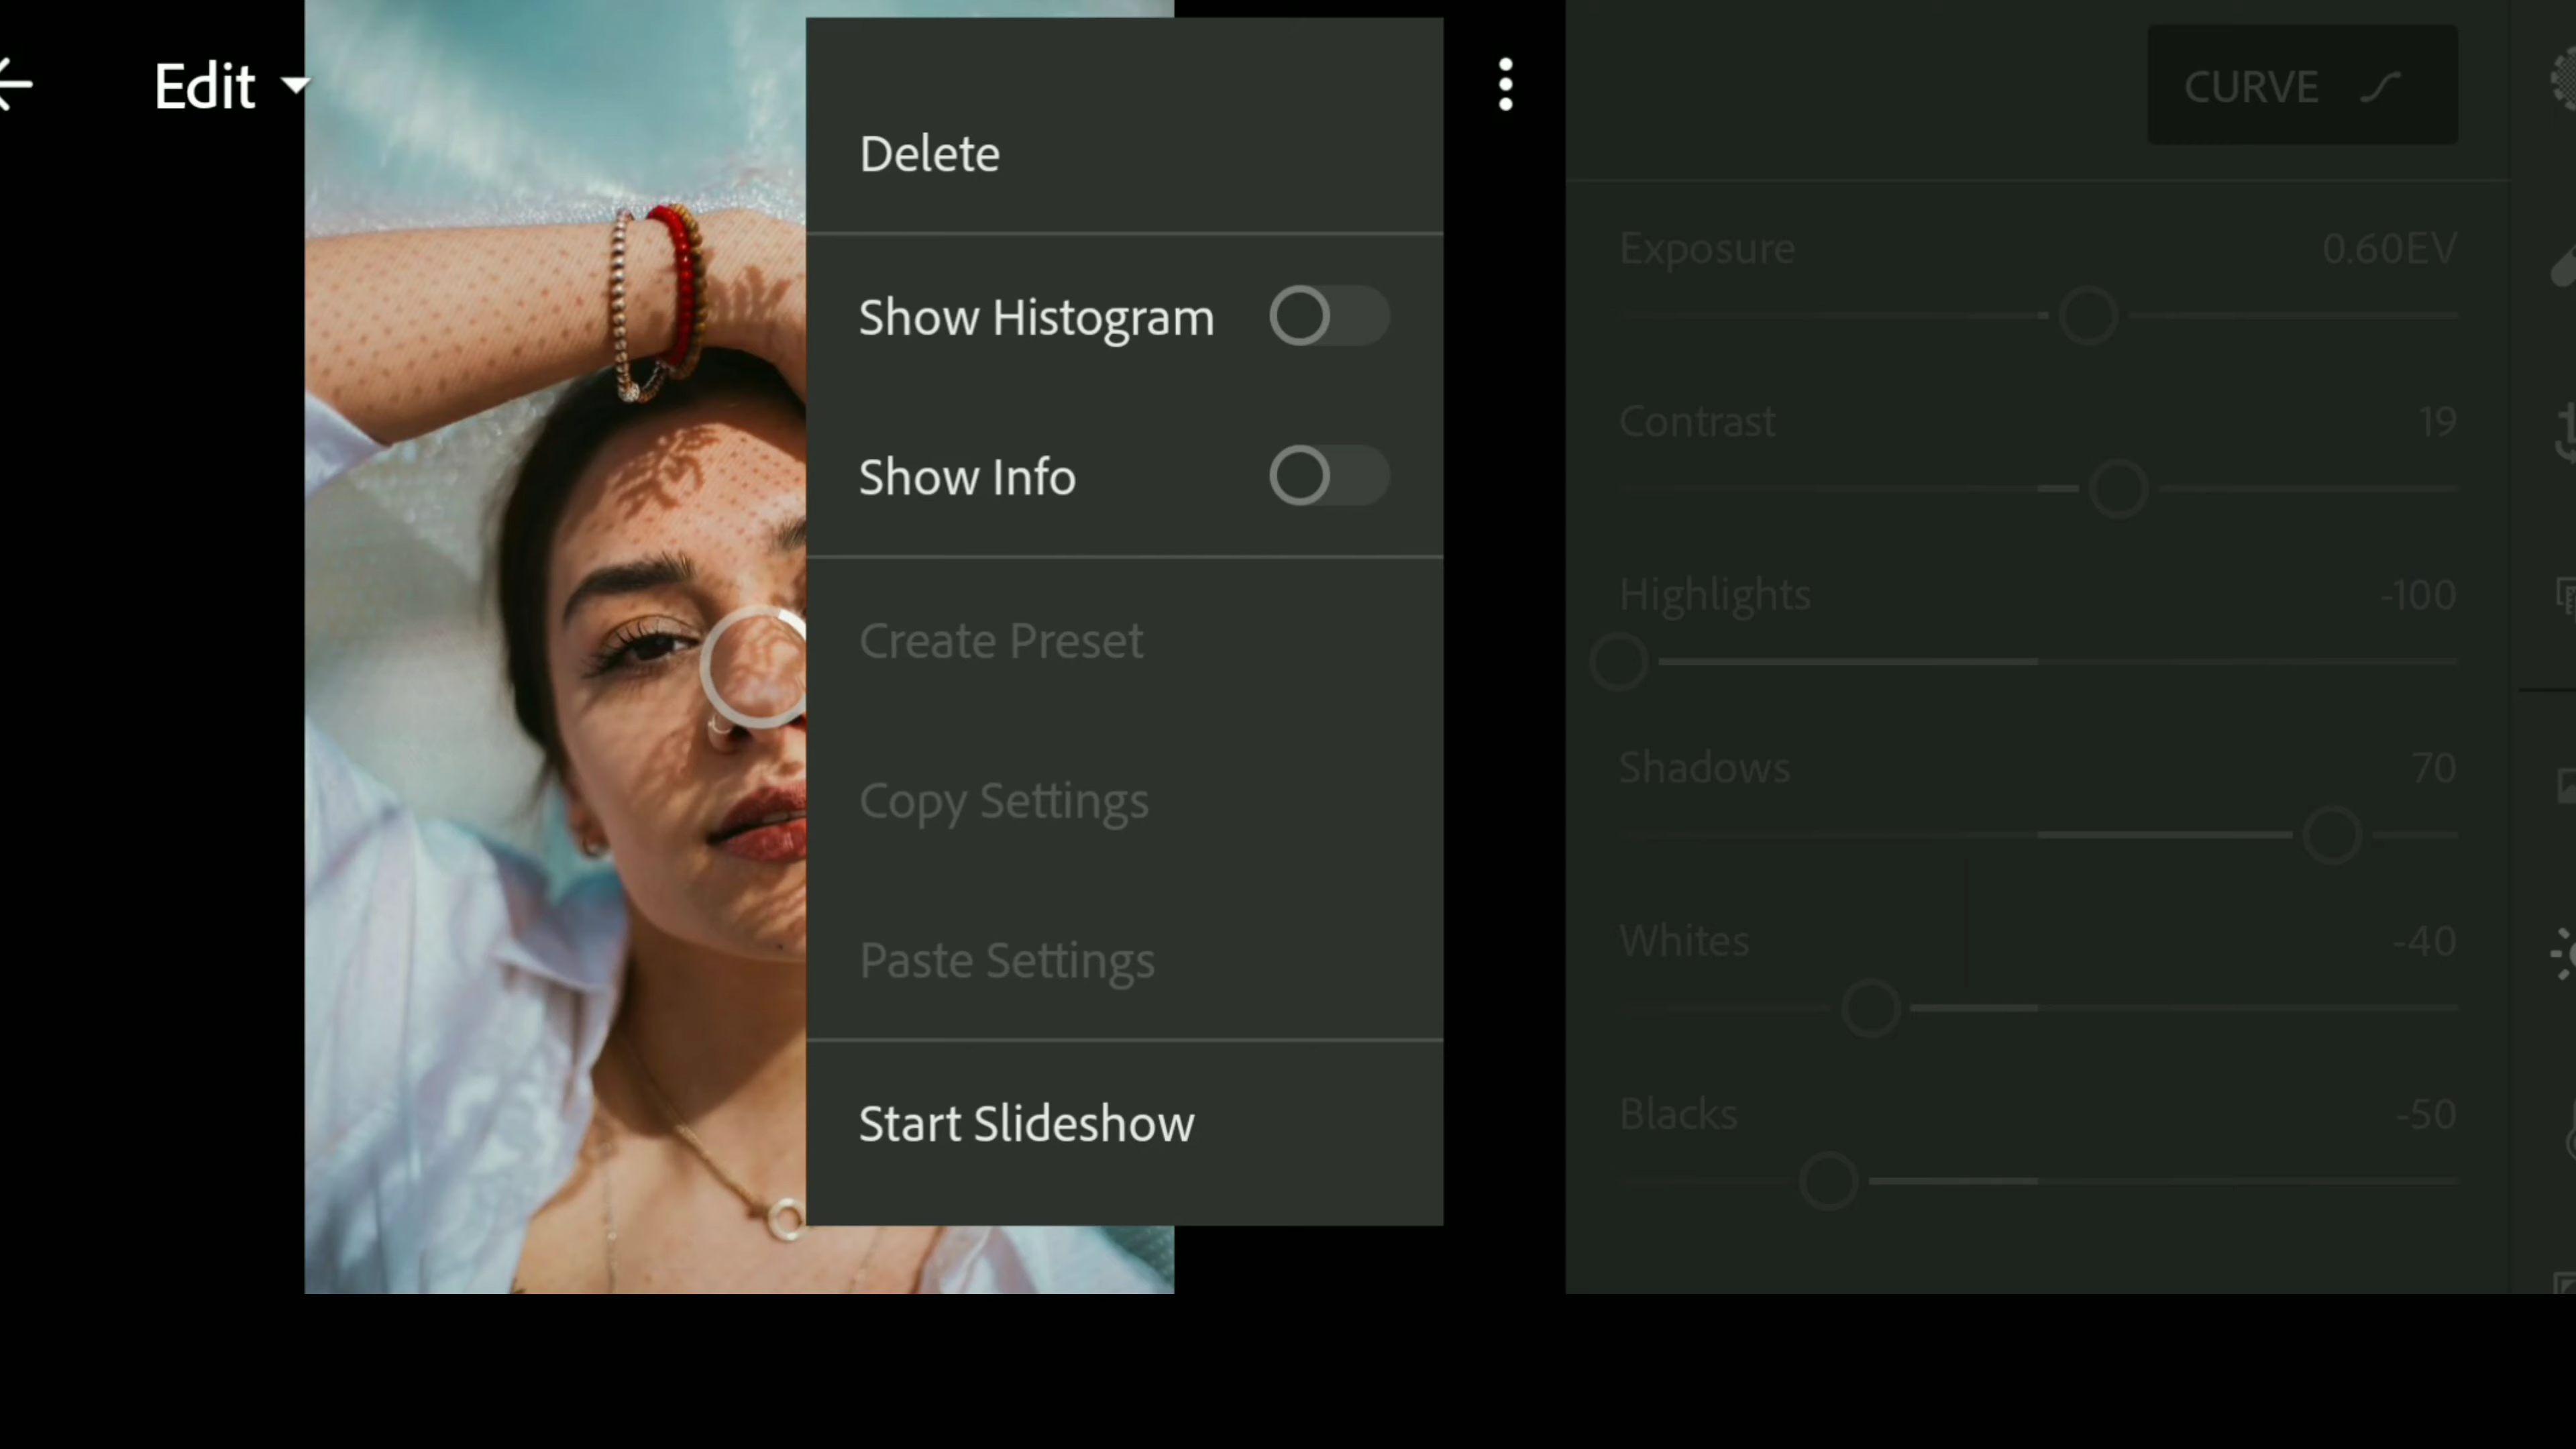 Edit
Delete
Show Histogram
Show Info
Create Preset
Copy Settings
Paste Settings
Start Slideshow
CURVE
Exposure 0.60EV
Contrast 19
Highlights -100
Shadows 70
Whites -40
Blacks -50